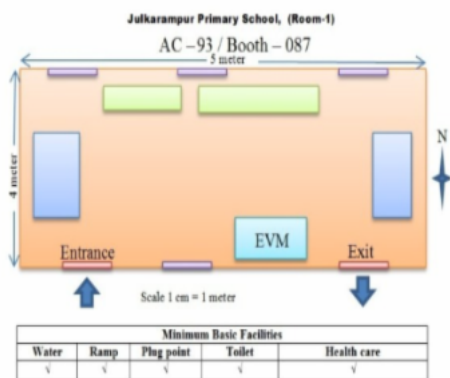 Julkarampur Primary School, (Room-1)
AC – 93 / Booth – 087
5 meter
4 meter
N
EVM
Entrance
Exit
Scale 1 cm = 1 meter
Minimum Basic Facilities
Water Ramp Plug point Toilet Health care
√ √ √ √ √